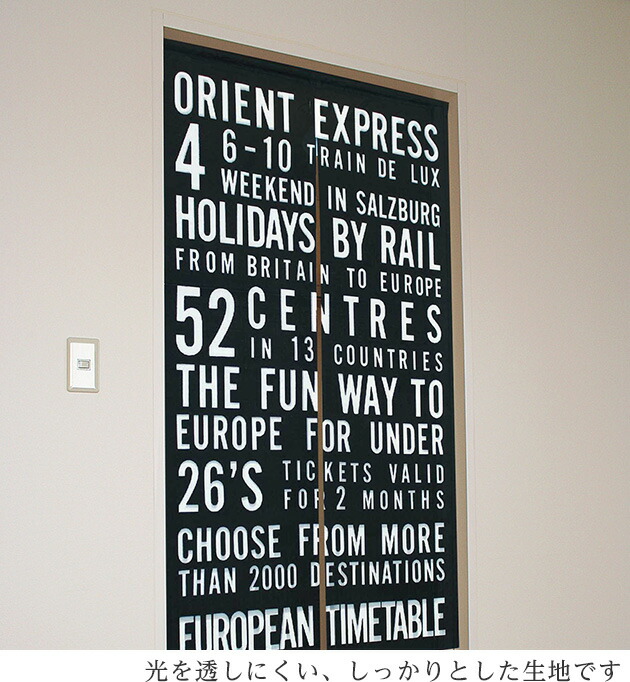 ORIENT EXPRESS
4 6-10 TRAIN DE LUX
WEEKEND IN SALZBURG
HOLIDAYS BY RAIL
FROM BRITAIN TO EUROPE
52 CENTRES
IN 13 COUNTRIES
THE FUN WAY TO
EUROPE FOR UNDER
26'S TICKETS VALID
FOR 2 MONTHS
CHOOSE FROM MORE
THAN 2000 DESTINATIONS
EUROPEAN TIMETABLE
光を透しにくい、しっかりとした生地です